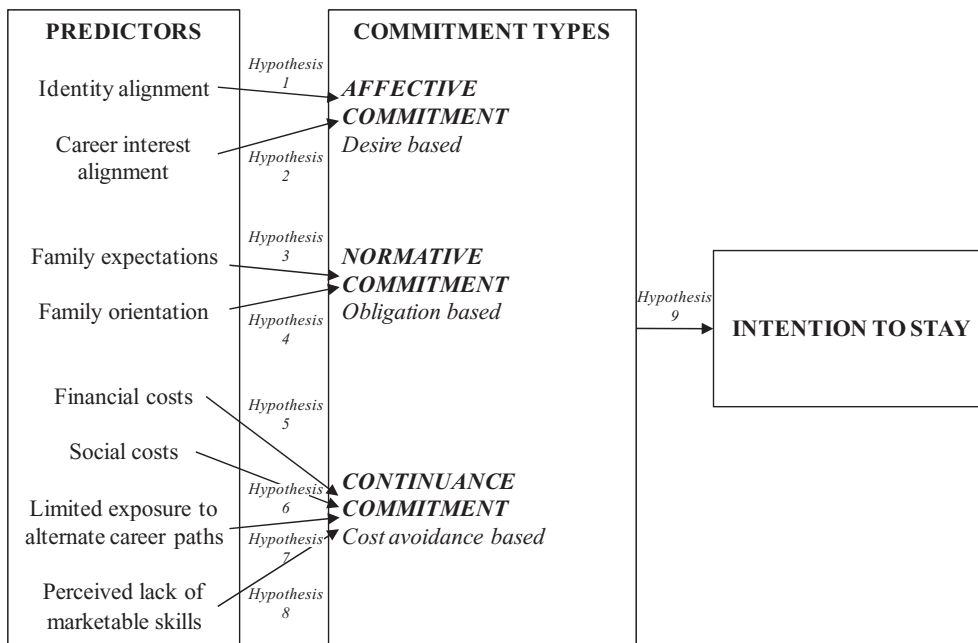 PREDICTORS
Identity alignment
Career interest
alignment
Family expectations
Family orientation
Financial costs
Social costs
Limited exposure to
alternate career paths
Perceived lack of
marketable skills
Hypothesis
1
Hypothesis
2
Hypothesis
3
Hypothesis
4
Hypothesis
5
Hypothesis
6
Hypothesis
7
Hypothesis
8
COMMITMENT TYPES
AFFECTIVE
COMMITMENT
Desire based
NORMATIVE
COMMITMENT
Obligation based
CONTINUANCE
COMMITMENT
Cost avoidance based
Hypothesis
9
INTENTION TO STAY